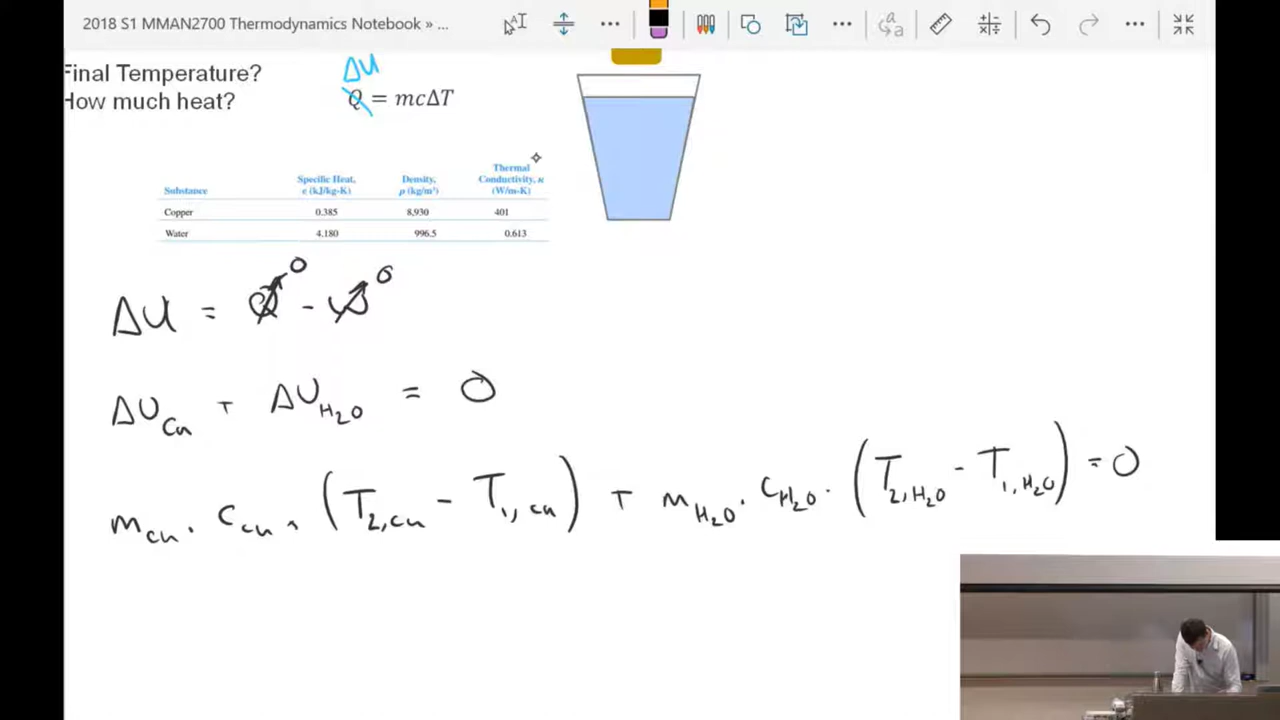 2018 S1 MMAN2700 Thermodynamics Notebook » ...
Final Temperature?
How much heat?
ΔU
Q = mcΔT
Substance Specific Heat, c (kJ/kg-K) Density, ρ (kg/m³) Thermal Conductivity, κ (W/m-K)
Copper 0.385 8,930 401
Water 4.180 996.5 0.613
ΔU = Q⁰ - W⁰
ΔU_Cu + ΔU_H₂O = 0
m_cu · C_cu · (T_2,cu - T_1,cu) + m_H₂O · C_H₂O · (T_2,H₂O - T_1,H₂O) = 0